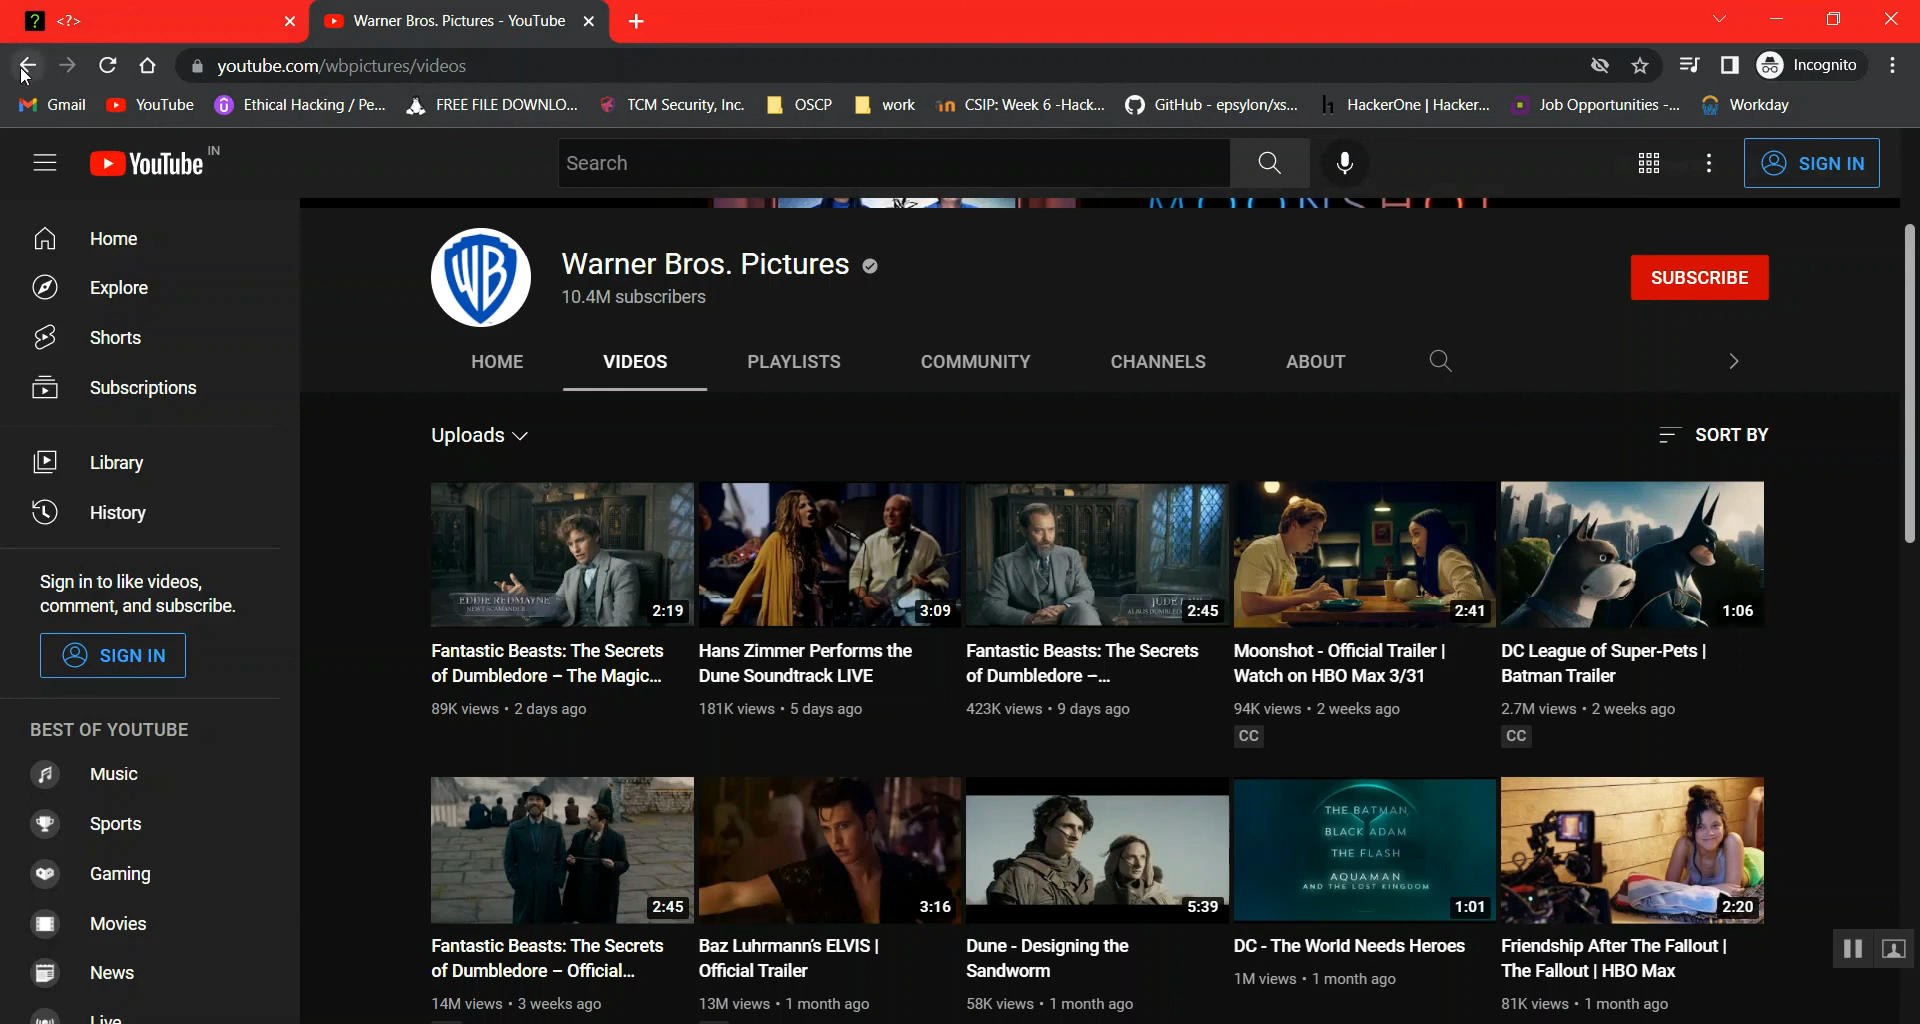 <?>
Warner Bros. Pictures - YouTube
youtube.com/wbpictures/videos
Incognito
Gmail
YouTube
Ethical Hacking / Pe...
FREE FILE DOWNLO...
TCM Security, Inc.
OSCP
work
CSIP: Week 6 -Hack...
GitHub - epsylon/xs...
HackerOne | Hacker...
Job Opportunities -...
Workday
YouTube IN
Search
SIGN IN
Home
Explore
Shorts
Subscriptions
Library
History
Sign in to like videos,
comment, and subscribe.
SIGN IN
BEST OF YOUTUBE
Music
Sports
Gaming
Movies
News
Live
MOONSHOT
WB
Warner Bros. Pictures
10.4M subscribers
SUBSCRIBE
HOME
VIDEOS
PLAYLISTS
COMMUNITY
CHANNELS
ABOUT
Uploads
SORT BY
EDDIE REDMAYNE
NEWT SCAMANDER
2:19
3:09
JUDE
ALBUS
2:45
2:41
1:06
Fantastic Beasts: The Secrets
of Dumbledore – The Magic...
89K views • 2 days ago
Hans Zimmer Performs the
Dune Soundtrack LIVE
181K views • 5 days ago
Fantastic Beasts: The Secrets
of Dumbledore –...
423K views • 9 days ago
Moonshot - Official Trailer |
Watch on HBO Max 3/31
94K views • 2 weeks ago
CC
DC League of Super-Pets |
Batman Trailer
2.7M views • 2 weeks ago
CC
2:45
3:16
5:39
THE BATMAN
BLACK ADAM
THE FLASH
AQUAMAN
AND THE LOST KINGDOM
1:01
2:20
Fantastic Beasts: The Secrets
of Dumbledore – Official...
14M views • 3 weeks ago
Baz Luhrmann's ELVIS |
Official Trailer
13M views • 1 month ago
Dune - Designing the
Sandworm
58K views • 1 month ago
DC - The World Needs Heroes
1M views • 1 month ago
Friendship After The Fallout |
The Fallout | HBO Max
81K views • 1 month ago